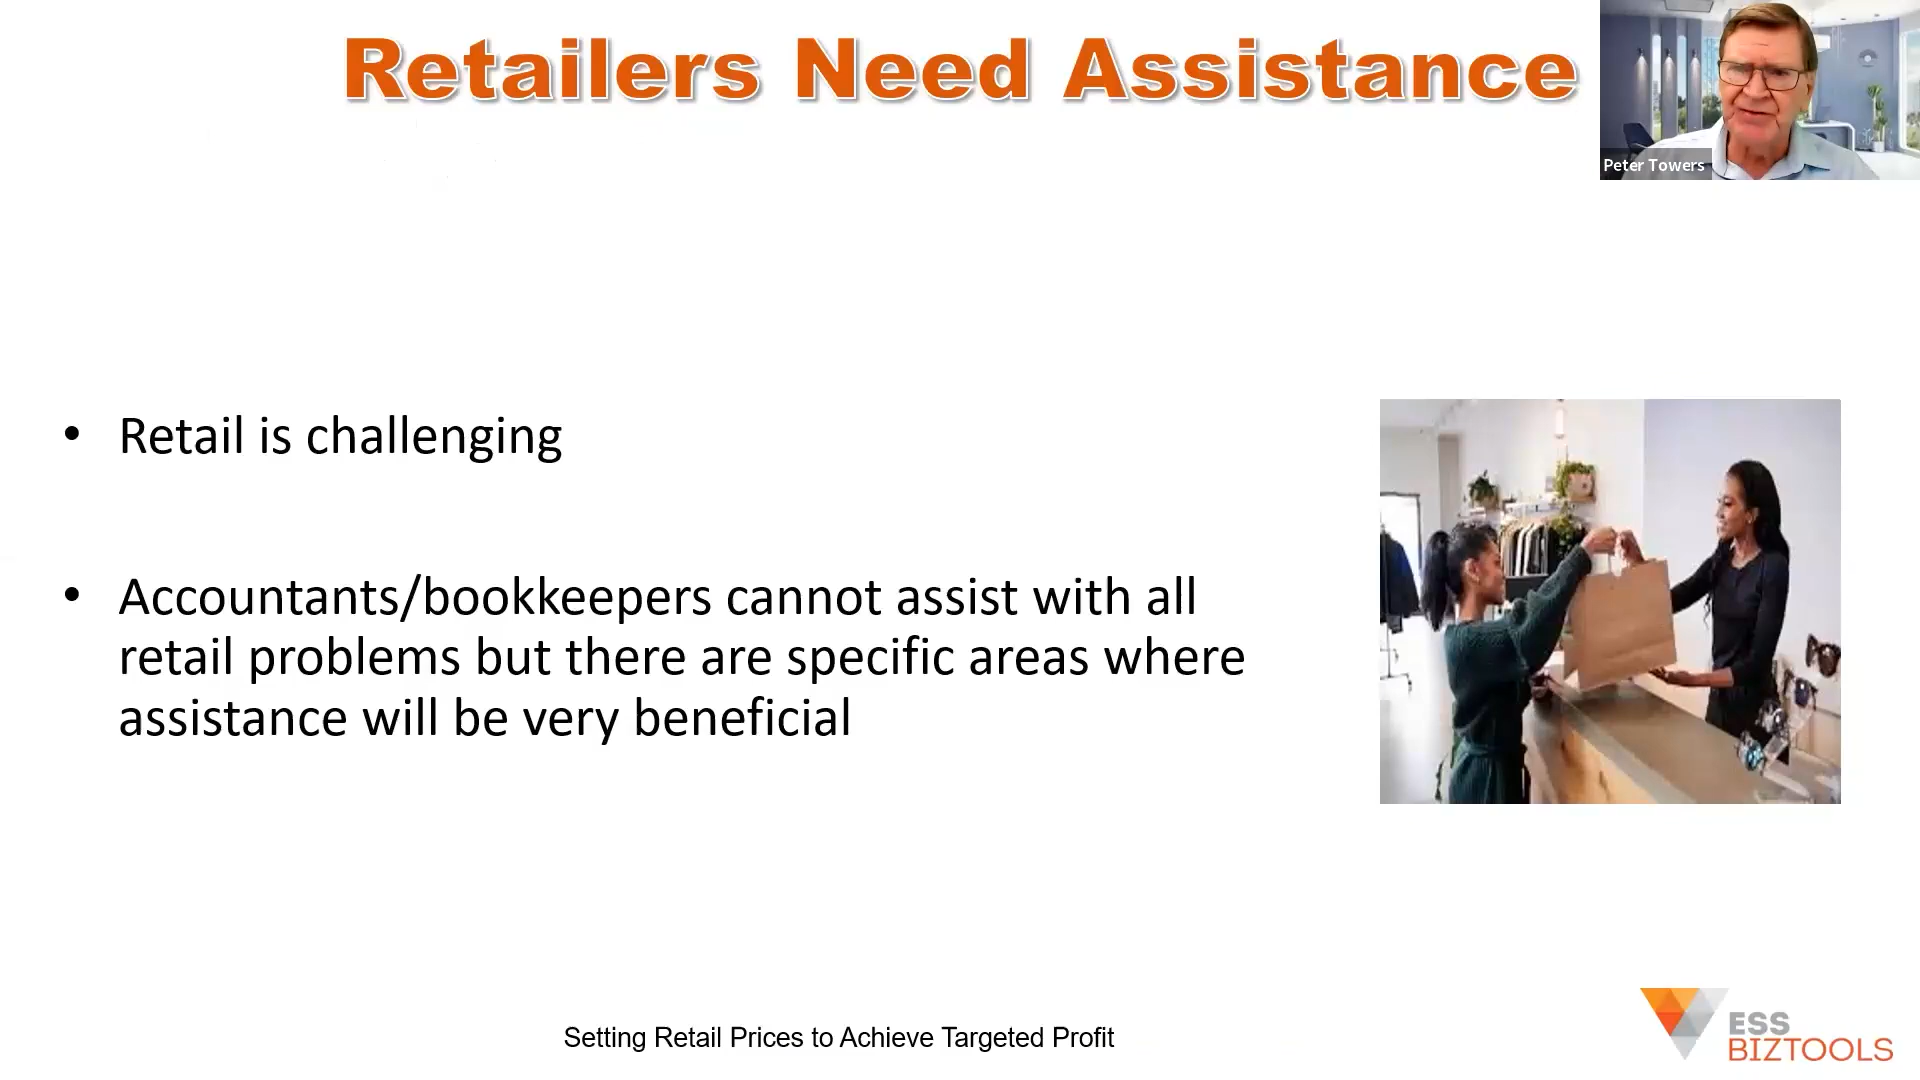 Retailers Need Assistance
Peter Towers
• Retail is challenging
• Accountants/bookkeepers cannot assist with all
retail problems but there are specific areas where
assistance will be very beneficial
Setting Retail Prices to Achieve Targeted Profit
ESS
BIZTOOLS